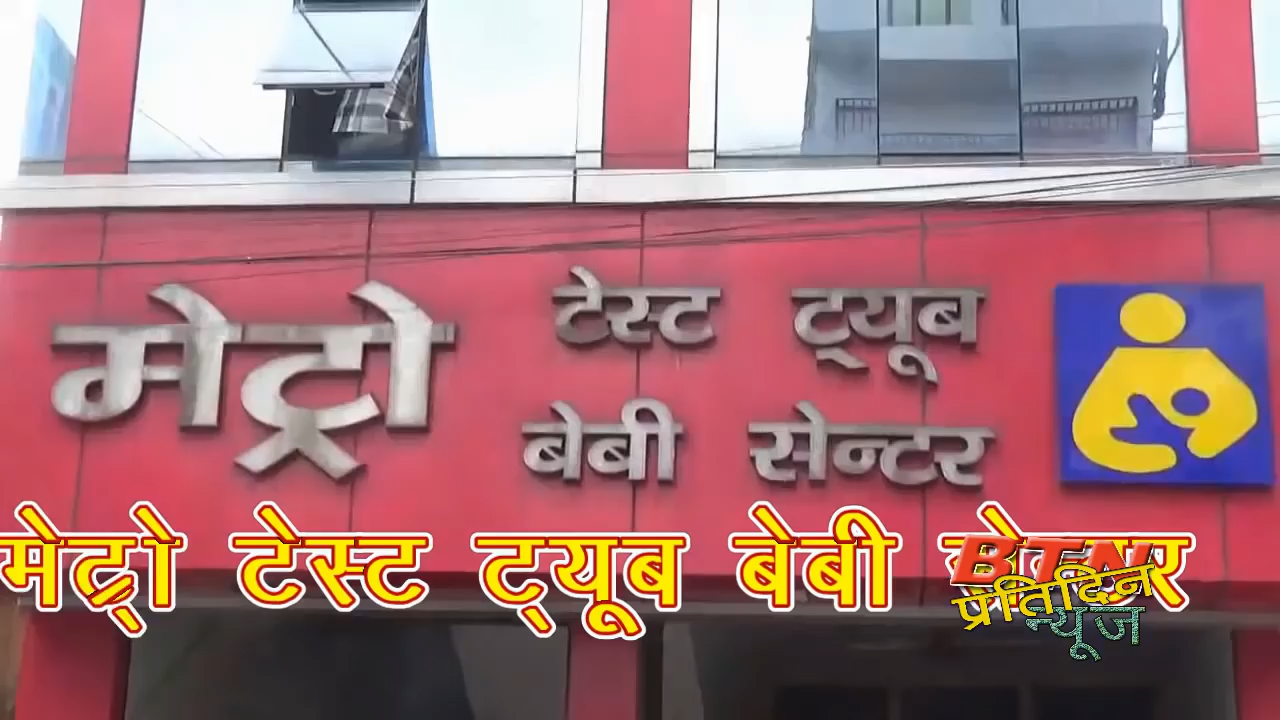 मेट्रो
टेस्ट ट्यूब
बेबी सेन्टर
मेट्रो टेस्ट ट्यूब बेबी
BTN
प्रतिदिन
न्यूज़